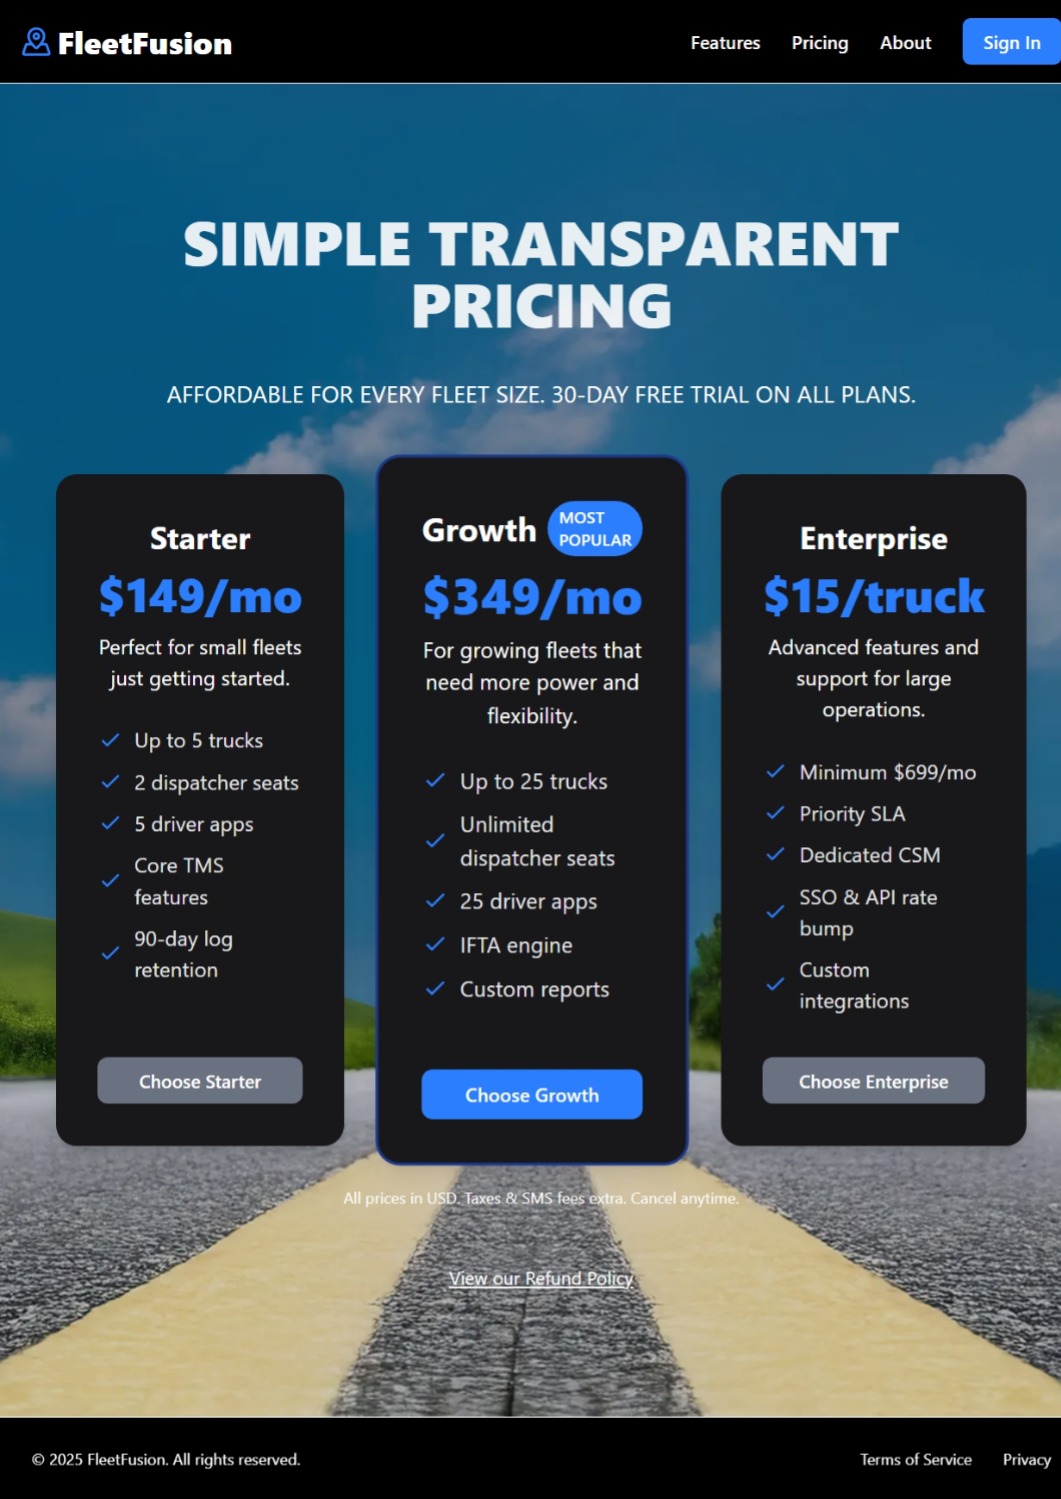 FleetFusion
Features
Pricing
About
Sign In
SIMPLE TRANSPARENT
PRICING
AFFORDABLE FOR EVERY FLEET SIZE. 30-DAY FREE TRIAL ON ALL PLANS.
Starter
$149/mo
Perfect for small fleets
just getting started.
Up to 5 trucks
2 dispatcher seats
5 driver apps
Core TMS
features
90-day log
retention
Choose Starter
Growth
MOST
POPULAR
$349/mo
For growing fleets that
need more power and
flexibility.
Up to 25 trucks
Unlimited
dispatcher seats
25 driver apps
IFTA engine
Custom reports
Choose Growth
Enterprise
$15/truck
Advanced features and
support for large
operations.
Minimum $699/mo
Priority SLA
Dedicated CSM
SSO & API rate
bump
Custom
integrations
Choose Enterprise
All prices in USD. Taxes & SMS fees extra. Cancel anytime.
View our Refund Policy
© 2025 FleetFusion. All rights reserved.
Terms of Service
Privacy